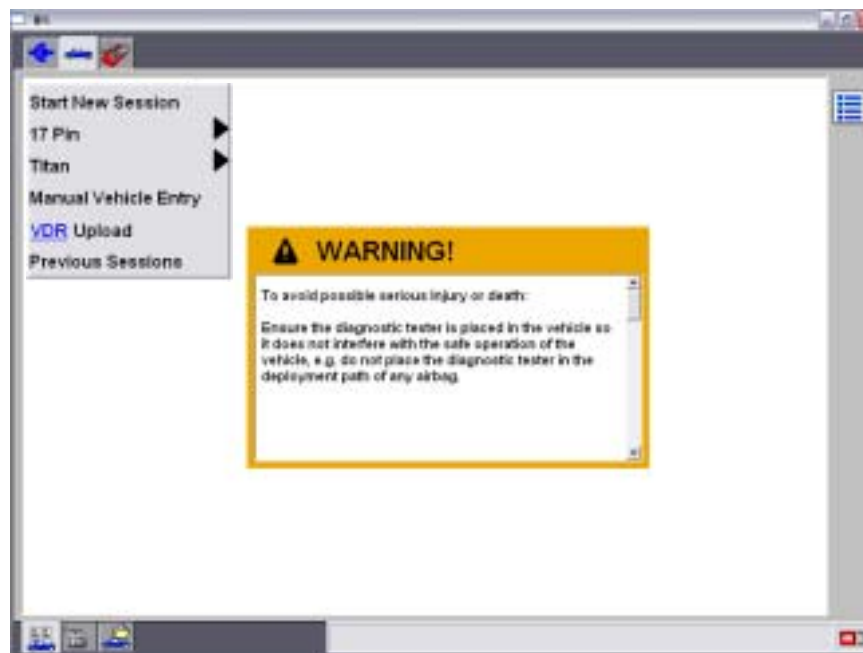 Start New Session
17 Pin
Titan
Manual Vehicle Entry
VDR Upload
Previous Sessions
WARNING!
To avoid possible serious injury or death:
Ensure the diagnostic tester is placed in the vehicle so
it does not interfere with the safe operation of the
vehicle, e.g. do not place the diagnostic tester in the
deployment path of any airbag.